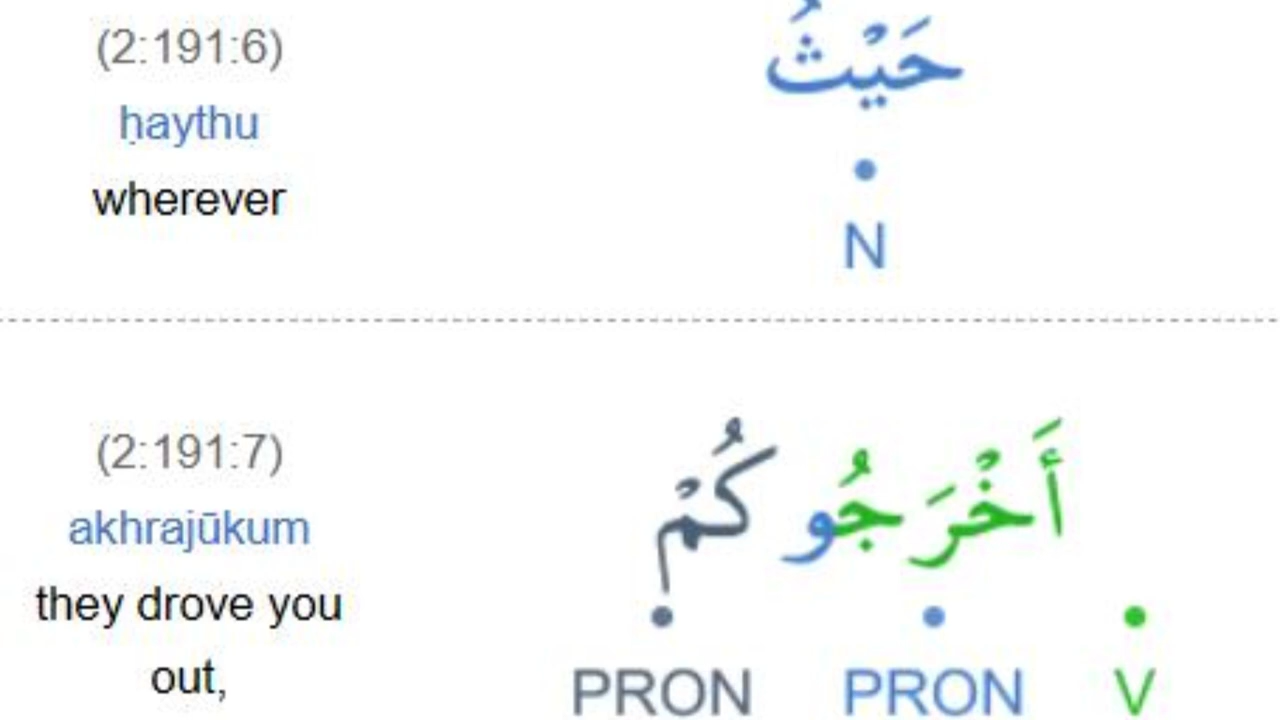 (2:191:6)
ḥaythu
wherever
حَيْثُ
N
(2:191:7)
akhrajūkum
they drove you
out,
أَخْرَجُوكُمْ
PRON PRON V